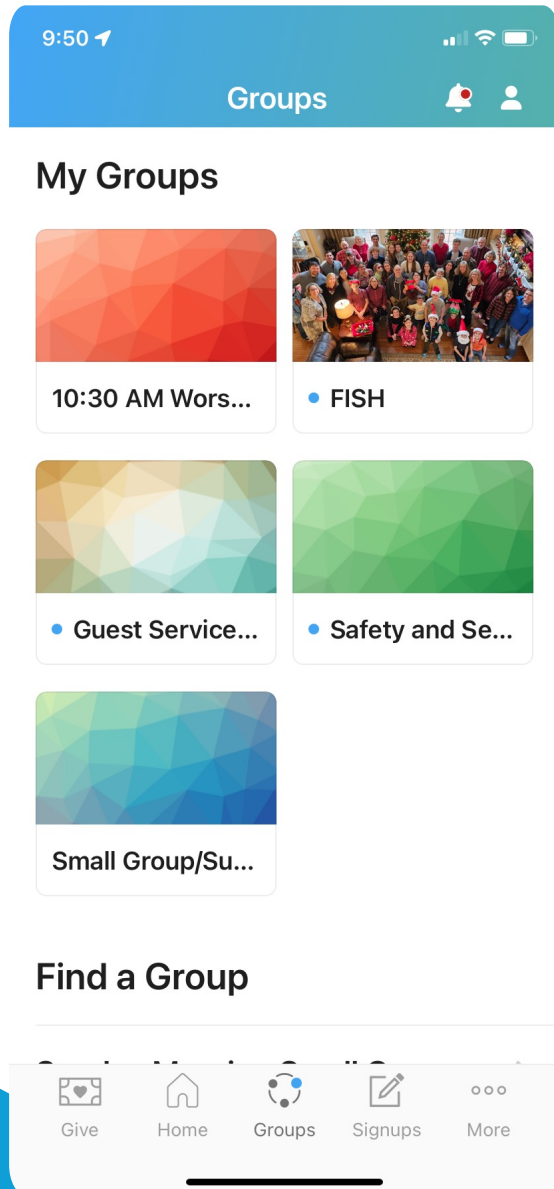 9:50
Groups
My Groups
10:30 AM Wors...
FISH
Guest Service...
Safety and Se...
Small Group/Su...
Find a Group
Give
Home
Groups
Signups
More